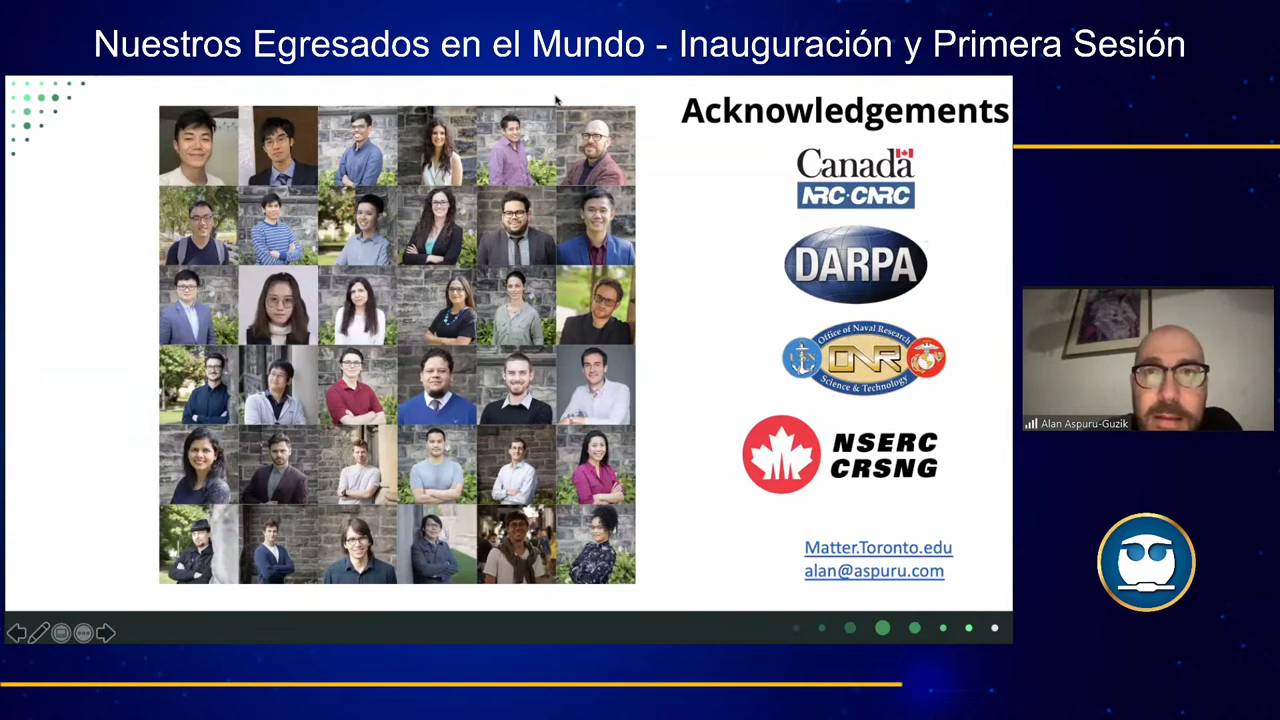 Nuestros Egresados en el Mundo - Inauguración y Primera Sesión
Acknowledgements
Canada
NRC·CNRC
DARPA
Office of Naval Research
ONR
Science & Technology
NSERC
CRSNG
Matter.Toronto.edu
alan@aspuru.com
Alan Aspuru-Guzik